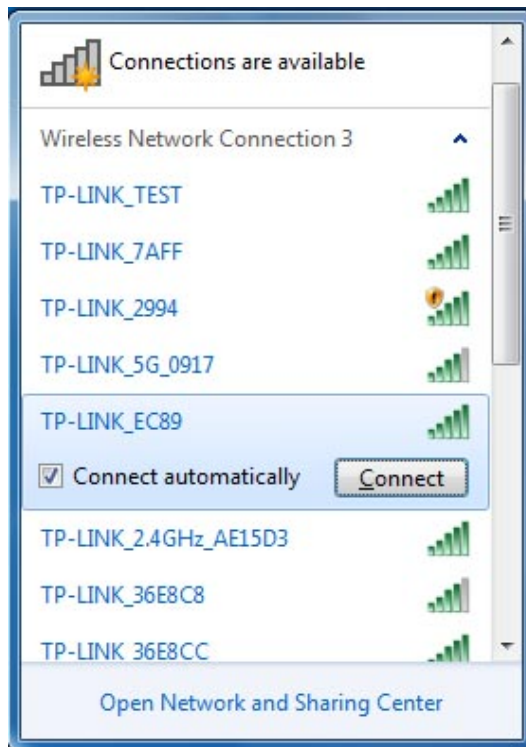 Connections are available
Wireless Network Connection 3
TP-LINK_TEST
TP-LINK_7AFF
TP-LINK_2994
TP-LINK_5G_0917
TP-LINK_EC89
Connect automatically Connect
TP-LINK_2.4GHz_AE15D3
TP-LINK_36E8C8
TP-LINK_36E8CC
Open Network and Sharing Center